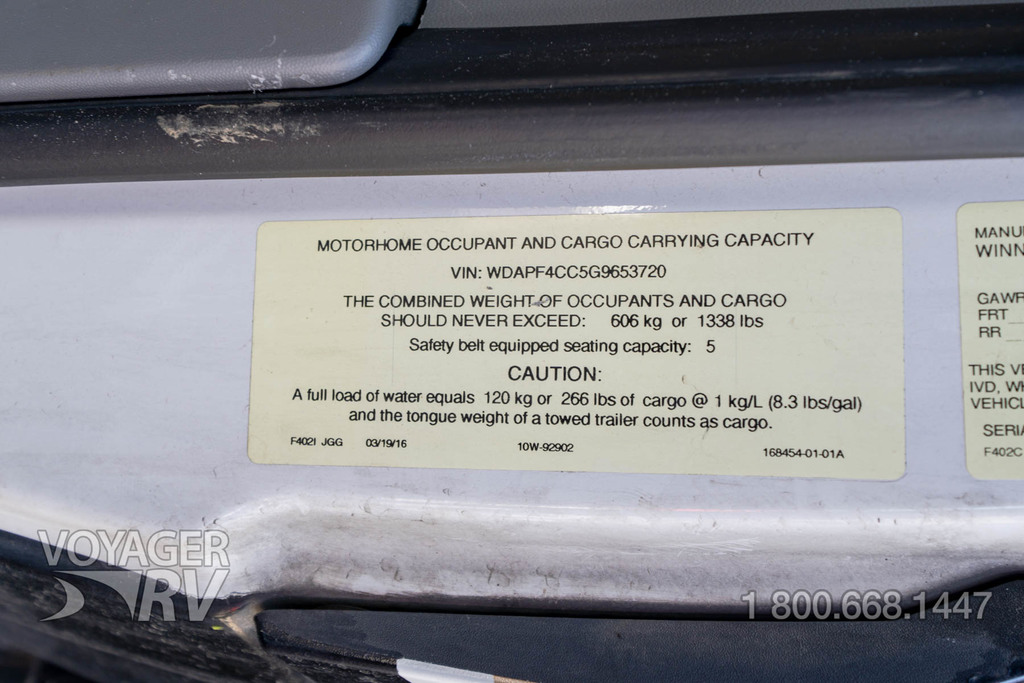 MOTORHOME OCCUPANT AND CARGO CARRYING CAPACITY
VIN: WDAPF4CC5G9653720
THE COMBINED WEIGHT OF OCCUPANTS AND CARGO
SHOULD NEVER EXCEED: 606 kg or 1338 lbs
Safety belt equipped seating capacity: 5
CAUTION:
A full load of water equals 120 kg or 266 lbs of cargo @ 1 kg/L (8.3 lbs/gal)
and the tongue weight of a towed trailer counts as cargo.
F402I JGG 03/19/16 10W-92902 168454-01-01A
MANU
WINN
GAWR
FRT
RR
THIS VE
IVD, WH
VEHICL
SERIA
F402C
VOYAGER
RV
1 800.668.1447